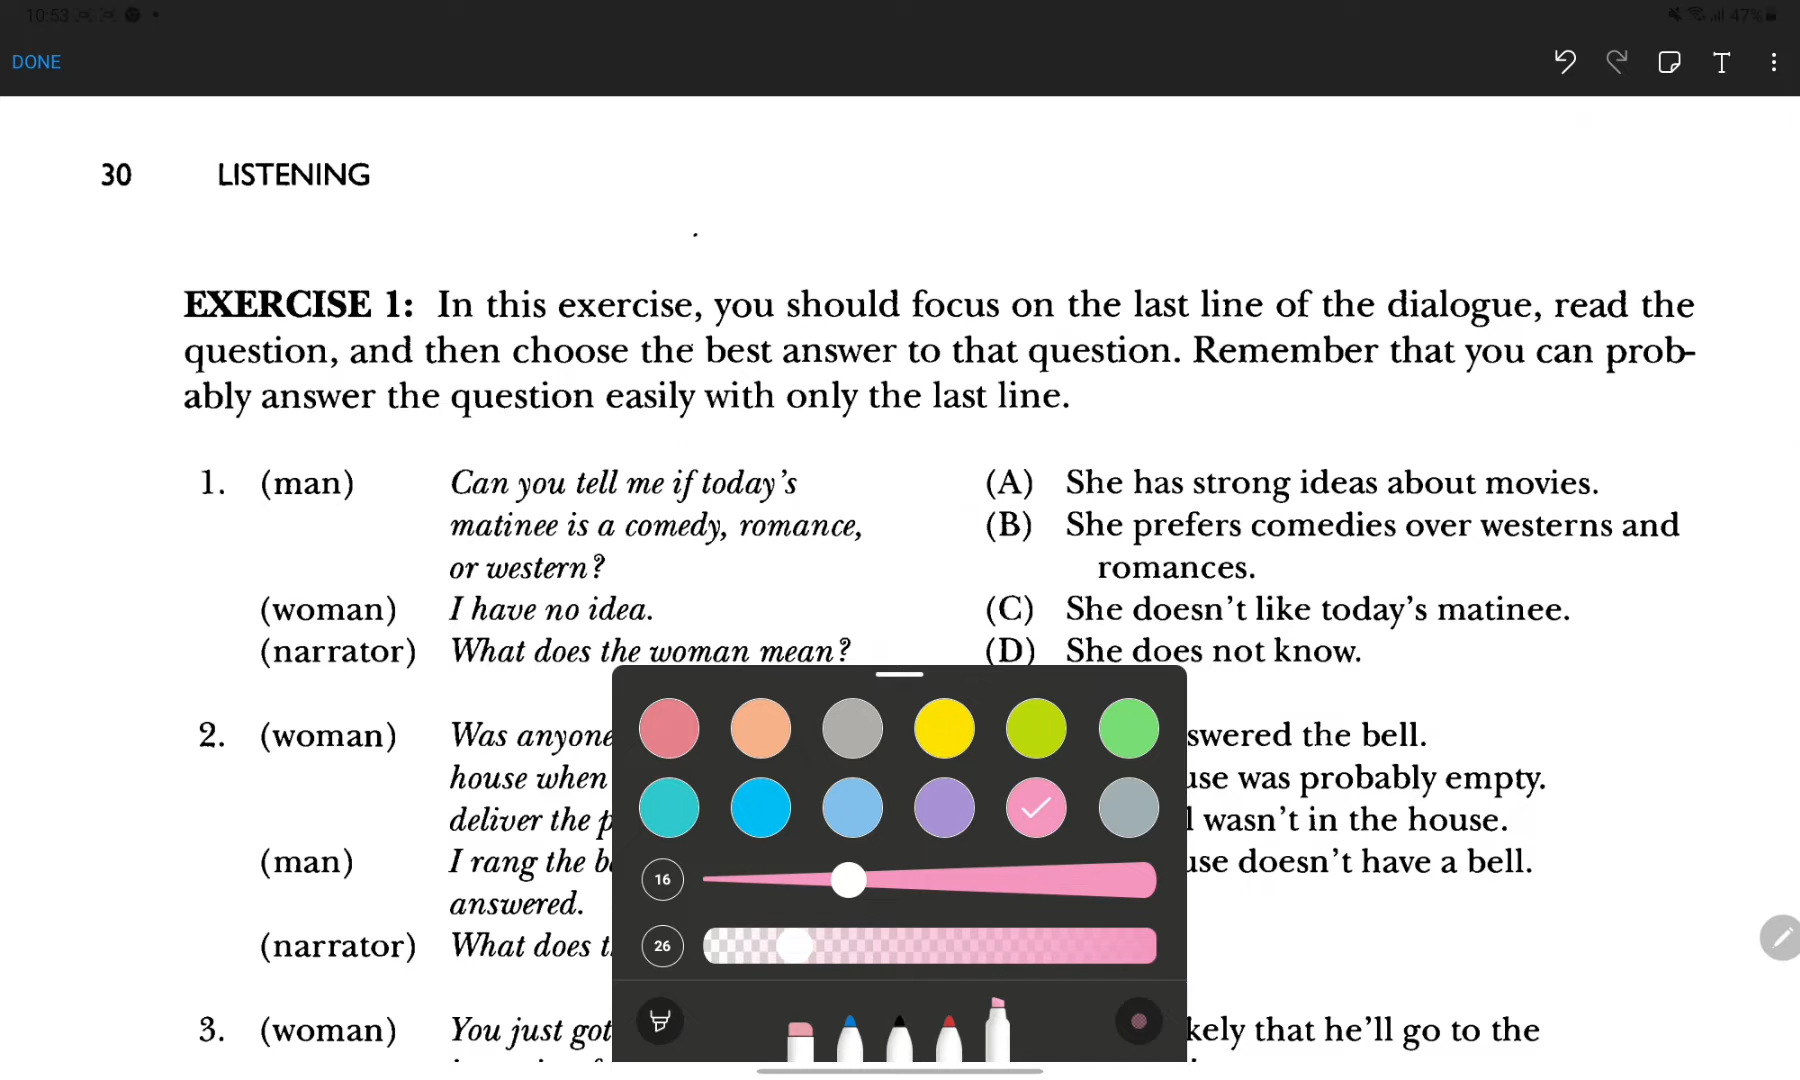 10:53
47%
DONE
T
30 LISTENING
EXERCISE 1: In this exercise, you should focus on the last line of the dialogue, read the
question, and then choose the best answer to that question. Remember that you can prob-
ably answer the question easily with only the last line.
1. (man) Can you tell me if today's
matinee is a comedy, romance,
or western?
(woman) I have no idea.
(narrator) What does the woman mean?
(A) She has strong ideas about movies.
(B) She prefers comedies over westerns and
romances.
(C) She doesn't like today's matinee.
(D) She does not know.
2. (woman) Was anyone
house when
deliver the p
(man) I rang the b
answered.
(narrator) What does t
swered the bell.
use was probably empty.
l wasn't in the house.
use doesn't have a bell.
16
26
3. (woman) You just got
kely that he'll go to the